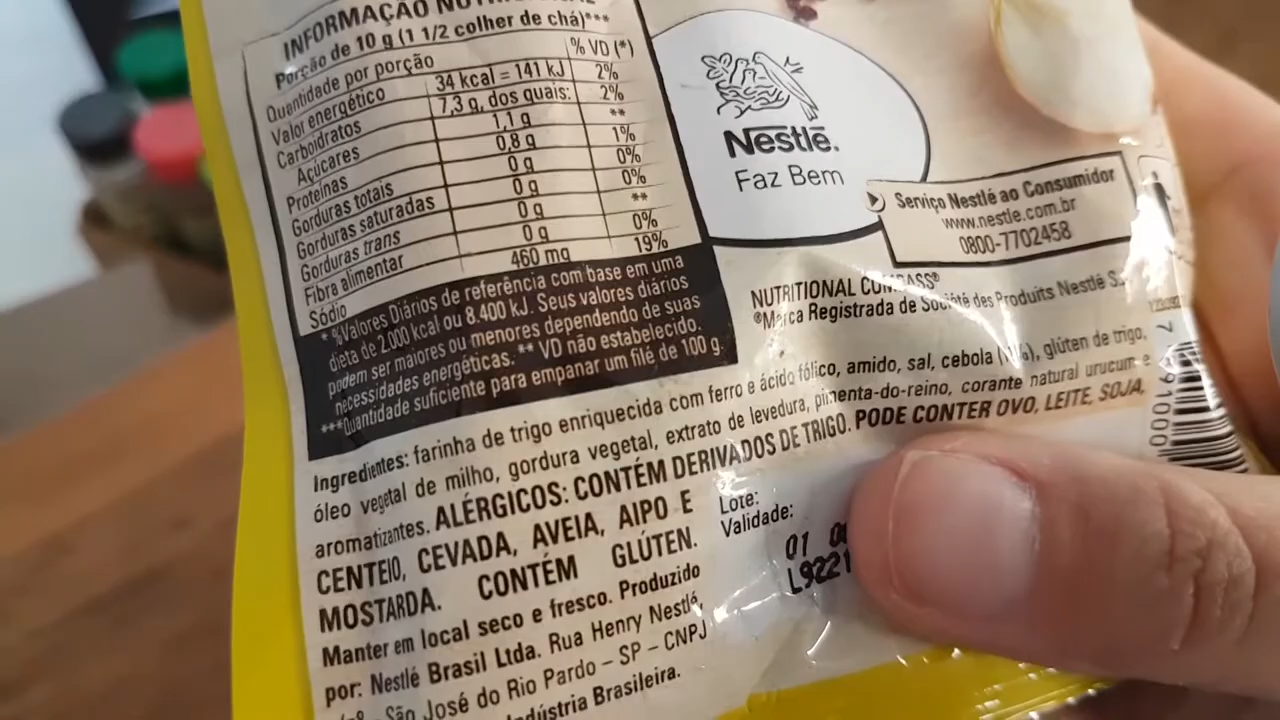 INFORMAÇÃO
Porção de 10 g (1 1/2 colher de chá)***
Quantidade por porção % VD (*)
Valor energético 34 kcal = 141 kJ 2%
Carboidratos 7,3 g, dos quais: 2%
Açúcares 1,1 g **
Proteínas 0,8 g 1%
Gorduras totais 0 g 0%
Gorduras saturadas 0 g 0%
Gorduras trans 0 g **
Fibra alimentar 0 g 0%
Sódio 460 mg 19%
* %Valores Diários de referência com base em uma
dieta de 2.000 kcal ou 8.400 kJ. Seus valores diários
podem ser maiores ou menores dependendo de suas
necessidades energéticas. ** VD não estabelecido.
***Quantidade suficiente para empanar um filé de 100 g.
Nestlé.
Faz Bem
Serviço Nestlé ao Consumidor
www.nestle.com.br
0800-7702458
NUTRITIONAL COMPASS®
®Marca Registrada de Société des Produits Nestlé S.
Ingredientes: farinha de trigo enriquecida com ferro e ácido fólico, amido, sal, cebola glúten de trigo,
óleo vegetal de milho, gordura vegetal, extrato de levedura, pimenta-do-reino, corante natural urucum e
aromatizantes. ALÉRGICOS: CONTÉM DERIVADOS DE TRIGO. PODE CONTER OVO, LEITE, SOJA,
CENTEIO, CEVADA, AVEIA, AIPO E
MOSTARDA. CONTÉM GLÚTEN.
Manter em local seco e fresco. Produzido
por: Nestlé Brasil Ltda. Rua Henry Nestlé,
São José do Rio Pardo – SP – CNPJ
Indústria Brasileira.
Lote:
Validade:
01
L9221
7 891000